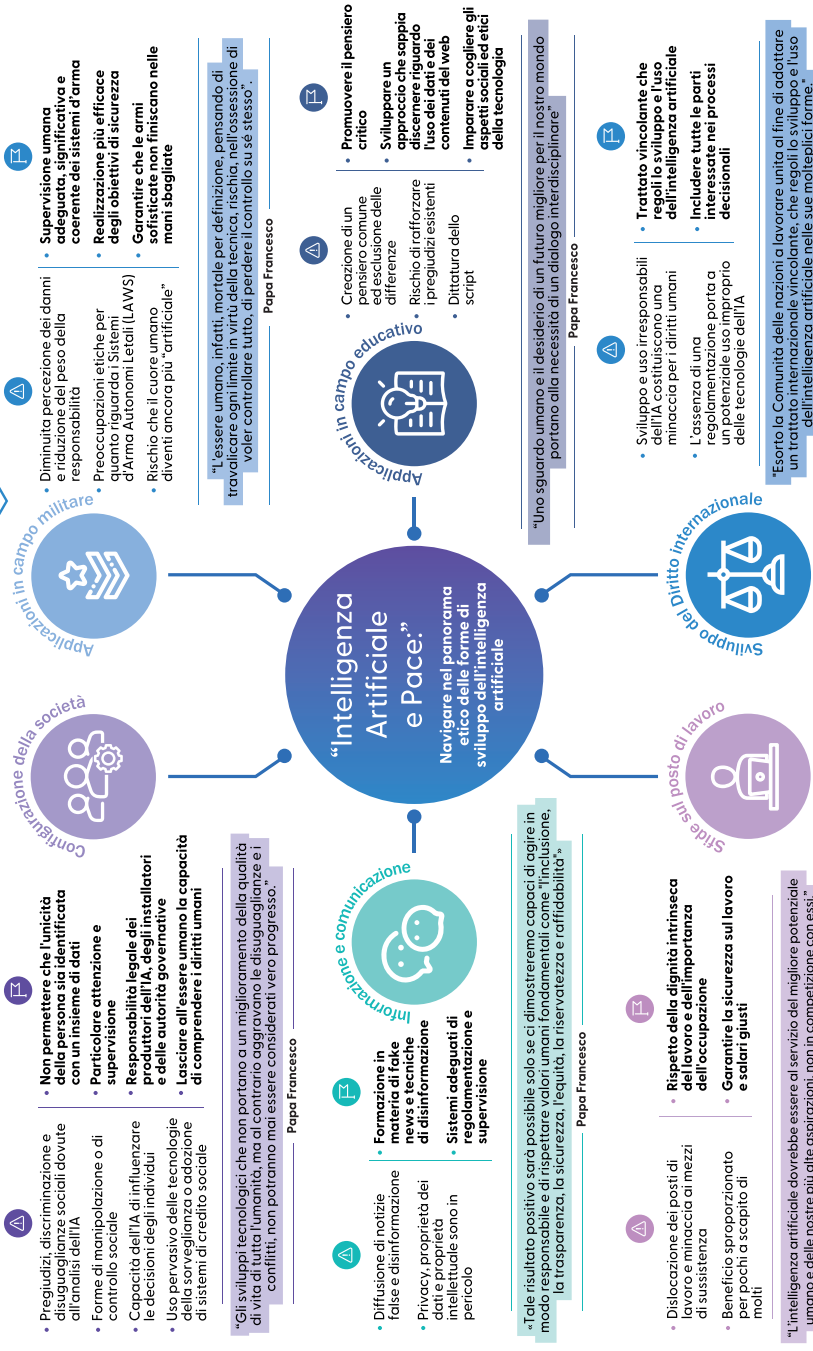 “Intelligenza
Artificiale
e Pace:”
Navigare nel panorama
etico delle forme di
sviluppo dell’intelligenza
artificiale
Configurazione della società
• Pregiudizi, discriminazione e
disuguaglianze sociali dovute
all'analisi dell'IA
• Forme di manipolazione o di
controllo sociale
• Capacità dell'IA di influenzare
le decisioni degli individui
• Uso pervasivo delle tecnologie
della sorveglianza o adozione
di sistemi di credito sociale
• Non permettere che l'unicità
della persona sia identificata
con un insieme di dati
• Particolare attenzione e
supervisione
• Responsabilità legale dei
produttori dell’IA, degli installatori
e delle autorità governative
• Lasciare all'essere umano la capacità
di comprendere i diritti umani
“Gli sviluppi tecnologici che non portano a un miglioramento della qualità
di vita di tutta l'umanità, ma al contrario aggravano le disuguaglianze e i
conflitti, non potranno mai essere considerati vero progresso.”
Papa Francesco
Applicazioni in campo militare
• Diminuita percezione dei danni
e riduzione del peso della
responsabilità
• Preoccupazioni etiche per
quanto riguarda i Sistemi
d’Arma Autonomi Letali (LAWS)
• Rischio che il cuore umano
diventi ancora più “artificiale”
• Supervisione umana
adeguata, significativa e
coerente dei sistemi d’arma
• Realizzazione più efficace
degli obiettivi di sicurezza
• Garantire che le armi
sofisticate non finiscano nelle
mani sbagliate
“L'essere umano, infatti, mortale per definizione, pensando di
travalicare ogni limite in virtù della tecnica, rischia, nell’ossessione di
voler controllare tutto, di perdere il controllo su sé stesso”.
Papa Francesco
Informazione e comunicazione
• Diffusione di notizie
false e disinformazione
• Privacy, proprietà dei
dati e proprietà
intellettuale sono in
pericolo
• Formazione in
materia di fake
news e tecniche
di disinformazione
• Sistemi adeguati di
regolamentazione e
supervisione
«Tale risultato positivo sarà possibile solo se ci dimostreremo capaci di agire in
modo responsabile e di rispettare valori umani fondamentali come "l’inclusione,
la trasparenza, la sicurezza, l’equità, la riservatezza e raffidabilità"»
Papa Francesco
Applicazioni in campo educativo
• Creazione di un
pensiero comune
ed esclusione delle
differenze
• Rischio di rafforzare
i pregiudizi esistenti
• Dittatura dello
script
• Promuovere il pensiero
critico
• Sviluppare un
approccio che sappia
discernere riguardo
l’uso dei dati e dei
contenuti del web
• Imparare a cogliere gli
aspetti sociali ed etici
della tecnologia
“Uno sguardo umano e il desiderio di un futuro migliore per il nostro mondo
portano alla necessità di un dialogo interdisciplinare”
Papa Francesco
Sfide sul posto di lavoro
• Dislocazione dei posti di
lavoro e minaccia ai mezzi
di sussistenza
• Beneficio sproporzionato
per pochi a scapito di
molti
• Rispetto della dignità intrinseca
del lavoro e dell’importanza
dell'occupazione
• Garantire la sicurezza sul lavoro
e salari giusti
“L'intelligenza artificiale dovrebbe essere al servizio del migliore potenziale
umano e delle nostre più alte aspirazioni, non in competizione con essi.”
Sviluppo del Diritto internazionale
• Sviluppo e uso irresponsabili
dell’IA costituiscono una
minaccia per i diritti umani
• L’assenza di una
regolamentazione porta a
un potenziale uso improprio
delle tecnologie dell’IA
• Trattato vincolante che
regoli lo sviluppo e l’uso
dell’intelligenza artificiale
• Includere tutte le parti
interessate nei processi
decisionali
"Esorto la Comunità delle nazioni a lavorare unita al fine di adottare
un trattato internazionale vincolante, che regoli lo sviluppo e l'uso
dell'intelligenza artificiale nelle sue molteplici forme."